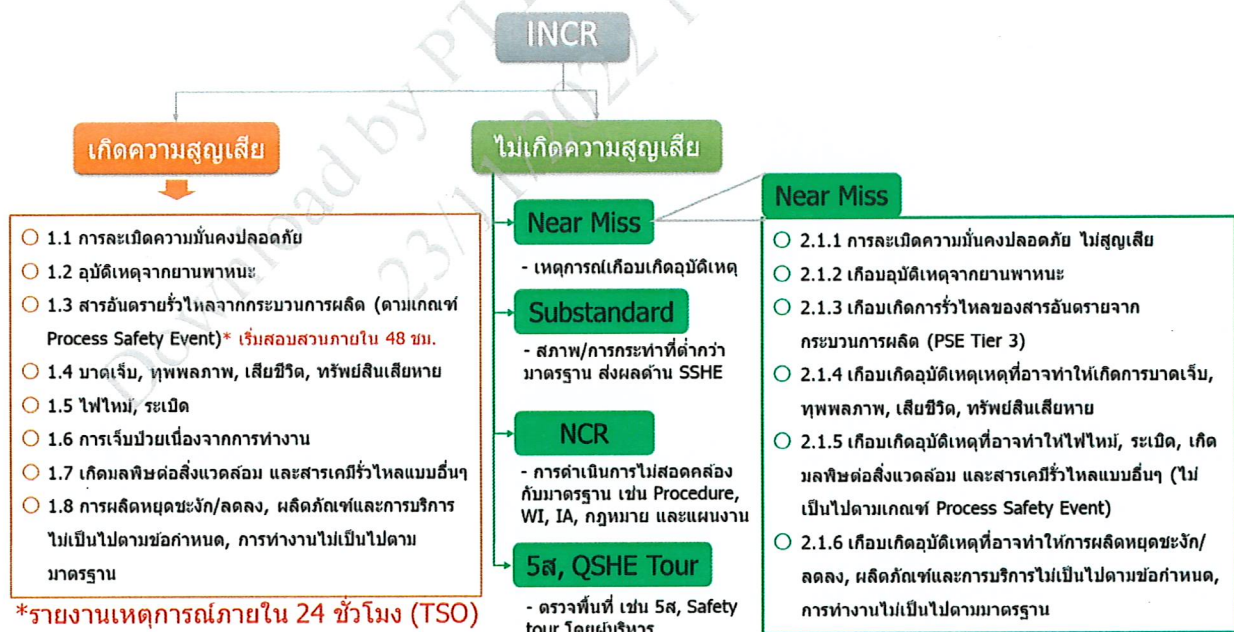 INCR
เกิดความสูญเสีย
ไม่เกิดความสูญเสีย
1.1 การละเมิดความมั่นคงปลอดภัย
1.2 อุบัติเหตุจากยานพาหนะ
1.3 สารอันตรายรั่วไหลจากกระบวนการผลิต (ตามเกณฑ์
Process Safety Event)* เริ่มสอบสวนภายใน 48 ชม.
1.4 บาดเจ็บ, ทุพพลภาพ, เสียชีวิต, ทรัพย์สินเสียหาย
1.5 ไฟไหม้, ระเบิด
1.6 การเจ็บป่วยเนื่องจากการทำงาน
1.7 เกิดมลพิษต่อสิ่งแวดล้อม และสารเคมีรั่วไหลแบบอื่นๆ
1.8 การผลิตหยุดชะงัก/ลดลง, ผลิตภัณฑ์และการบริการ
ไม่เป็นไปตามข้อกำหนด, การทำงานไม่เป็นไปตาม
มาตรฐาน
*รายงานเหตุการณ์ภายใน 24 ชั่วโมง (TSO)
Near Miss
- เหตุการณ์เกือบเกิดอุบัติเหตุ
Substandard
- สภาพ/การกระทำที่ต่ำกว่า
มาตรฐาน ส่งผลด้าน SSHE
NCR
- การดำเนินการไม่สอดคล้อง
กับมาตรฐาน เช่น Procedure,
WI, IA, กฎหมาย และแผนงาน
5ส, QSHE Tour
- ตรวจพื้นที่ เช่น 5ส, Safety
tour โดยผู้บริหาร
Near Miss
2.1.1 การละเมิดความมั่นคงปลอดภัย ไม่สูญเสีย
2.1.2 เกือบอุบัติเหตุจากยานพาหนะ
2.1.3 เกือบเกิดการรั่วไหลของสารอันตรายจาก
กระบวนการผลิต (PSE Tier 3)
2.1.4 เกือบเกิดอุบัติเหตุเหตุที่อาจทำให้เกิดการบาดเจ็บ,
ทุพพลภาพ, เสียชีวิต, ทรัพย์สินเสียหาย
2.1.5 เกือบเกิดอุบัติเหตุที่อาจทำให้ไฟไหม้, ระเบิด, เกิด
มลพิษต่อสิ่งแวดล้อม และสารเคมีรั่วไหลแบบอื่นๆ (ไม่
เป็นไปตามเกณฑ์ Process Safety Event)
2.1.6 เกือบเกิดอุบัติเหตุที่อาจทำให้การผลิตหยุดชะงัก/
ลดลง, ผลิตภัณฑ์และการบริการไม่เป็นไปตามข้อกำหนด,
การทำงานไม่เป็นไปตามมาตรฐาน
Download by PT
23/11/2022